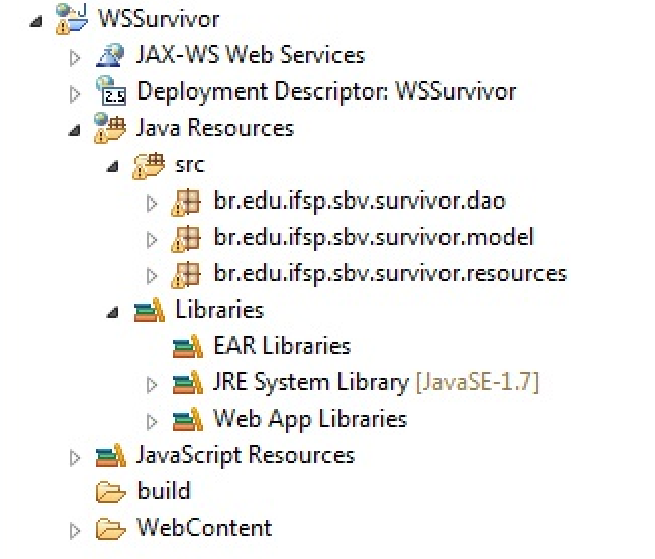 WSSurvivor
JAX-WS Web Services
2.5 Deployment Descriptor: WSSurvivor
Java Resources
src
br.edu.ifsp.sbv.survivor.dao
br.edu.ifsp.sbv.survivor.model
br.edu.ifsp.sbv.survivor.resources
Libraries
EAR Libraries
JRE System Library [JavaSE-1.7]
Web App Libraries
JavaScript Resources
build
WebContent